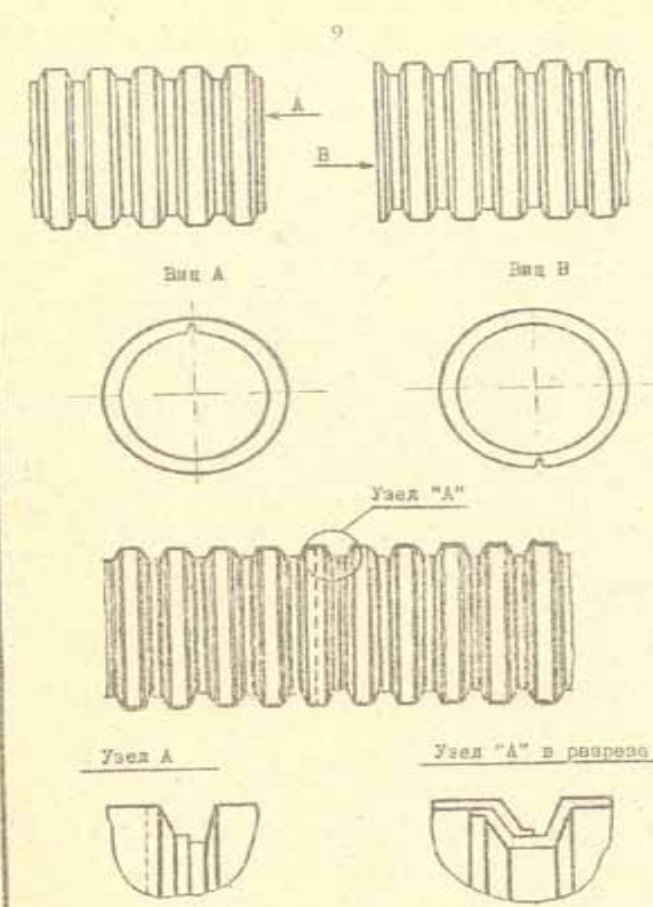 9
A
B
Вид А
Вид В
Узел "А"
Узел А
Узел "А" в разрезе